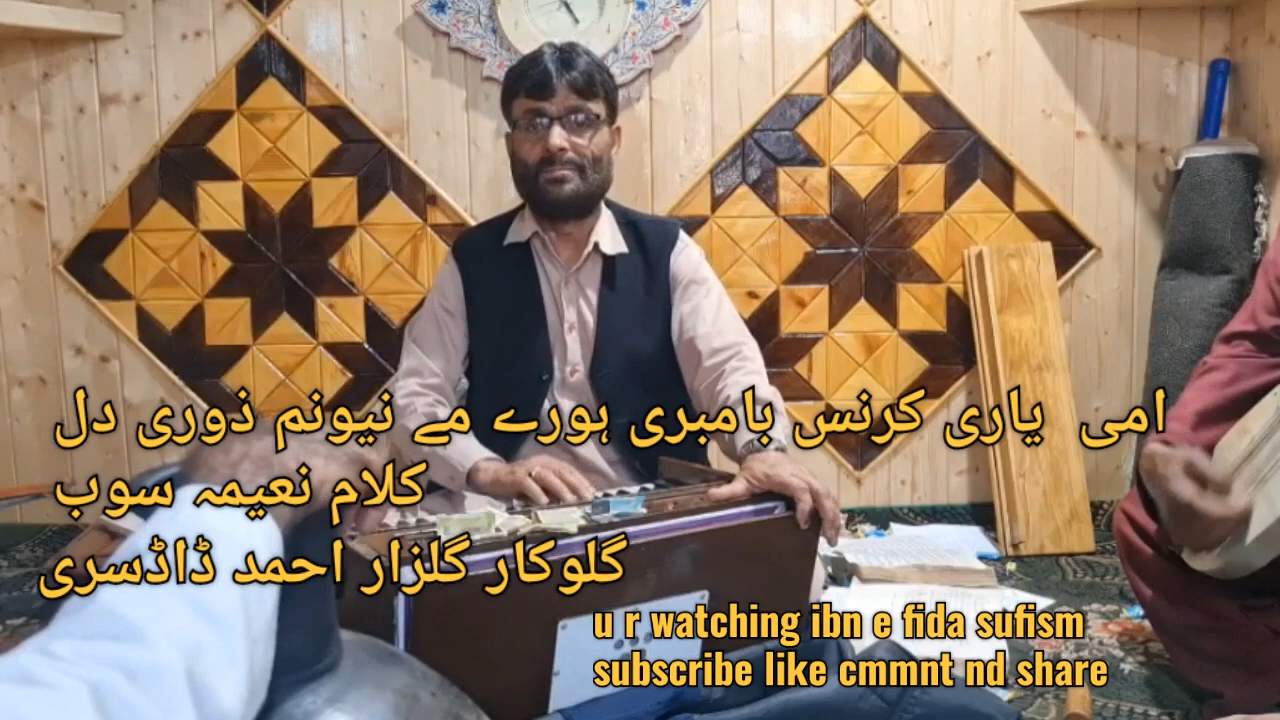 امی یاری کرنس بامبری ہورے مے نیونمِ ذوری دل
کلام نعیمہ سوب
گلوکار گلزار احمد ڈاڈسری
u r watching ibn e fida sufism
subscribe like cmmnt nd share